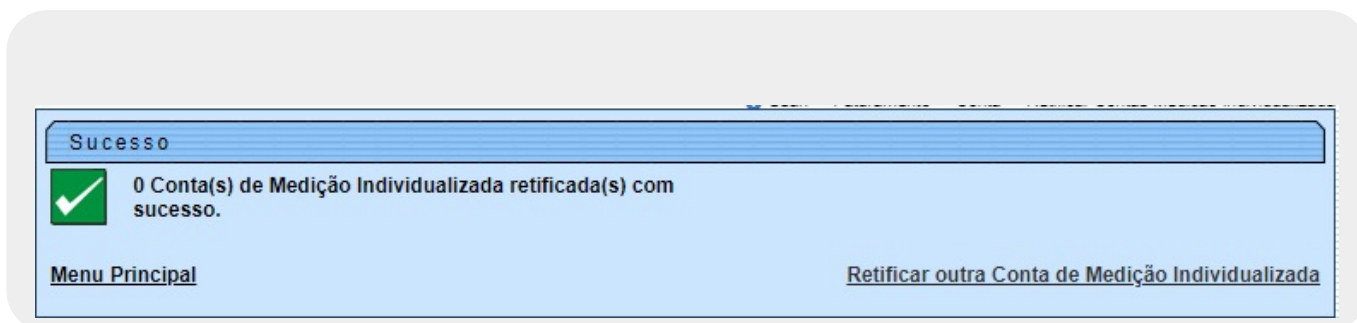 Sucesso
0 Conta(s) de Medição Individualizada retificada(s) com
sucesso.
Menu Principal
Retificar outra Conta de Medição Individualizada